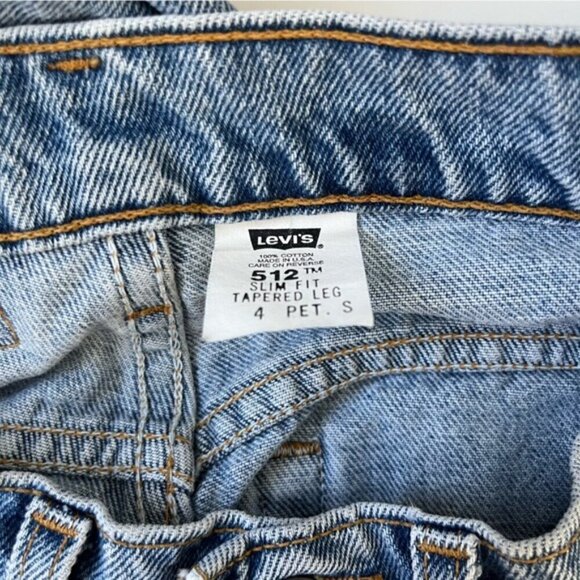 LEVI'S
100% COTTON
MADE IN U.S.A.
CARE ON REVERSE
512™
SLIM FIT
TAPERED LEG
4 PET. S